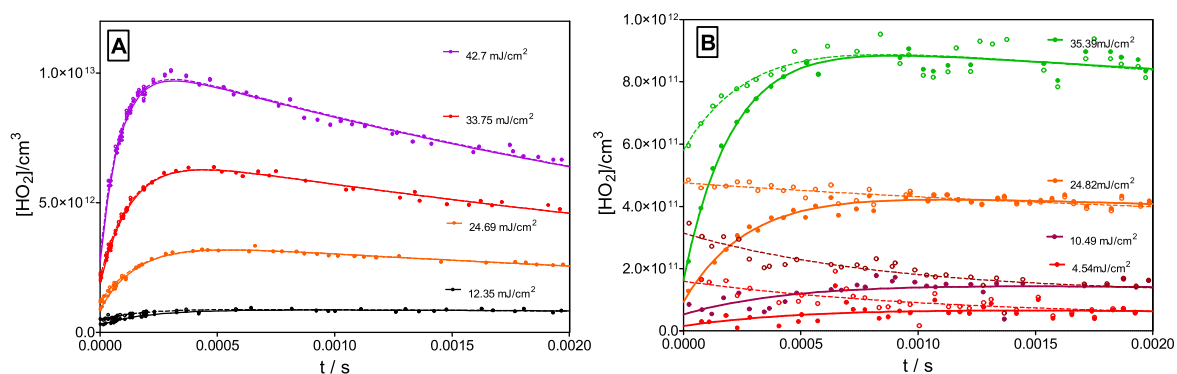 A
[HO2]/cm3
1.0×10^13
5.0×10^12
0.0
0.0000 0.0005 0.0010 0.0015 0.0020
t / s
42.7 mJ/cm2
33.75 mJ/cm2
24.69 mJ/cm2
12.35 mJ/cm2
B
[HO2]/cm3
1.0×10^12
8.0×10^11
6.0×10^11
4.0×10^11
2.0×10^11
0.0
0.0000 0.0005 0.0010 0.0015 0.0020
t / s
35.39mJ/cm2
24.82mJ/cm2
10.49 mJ/cm2
4.54mJ/cm2